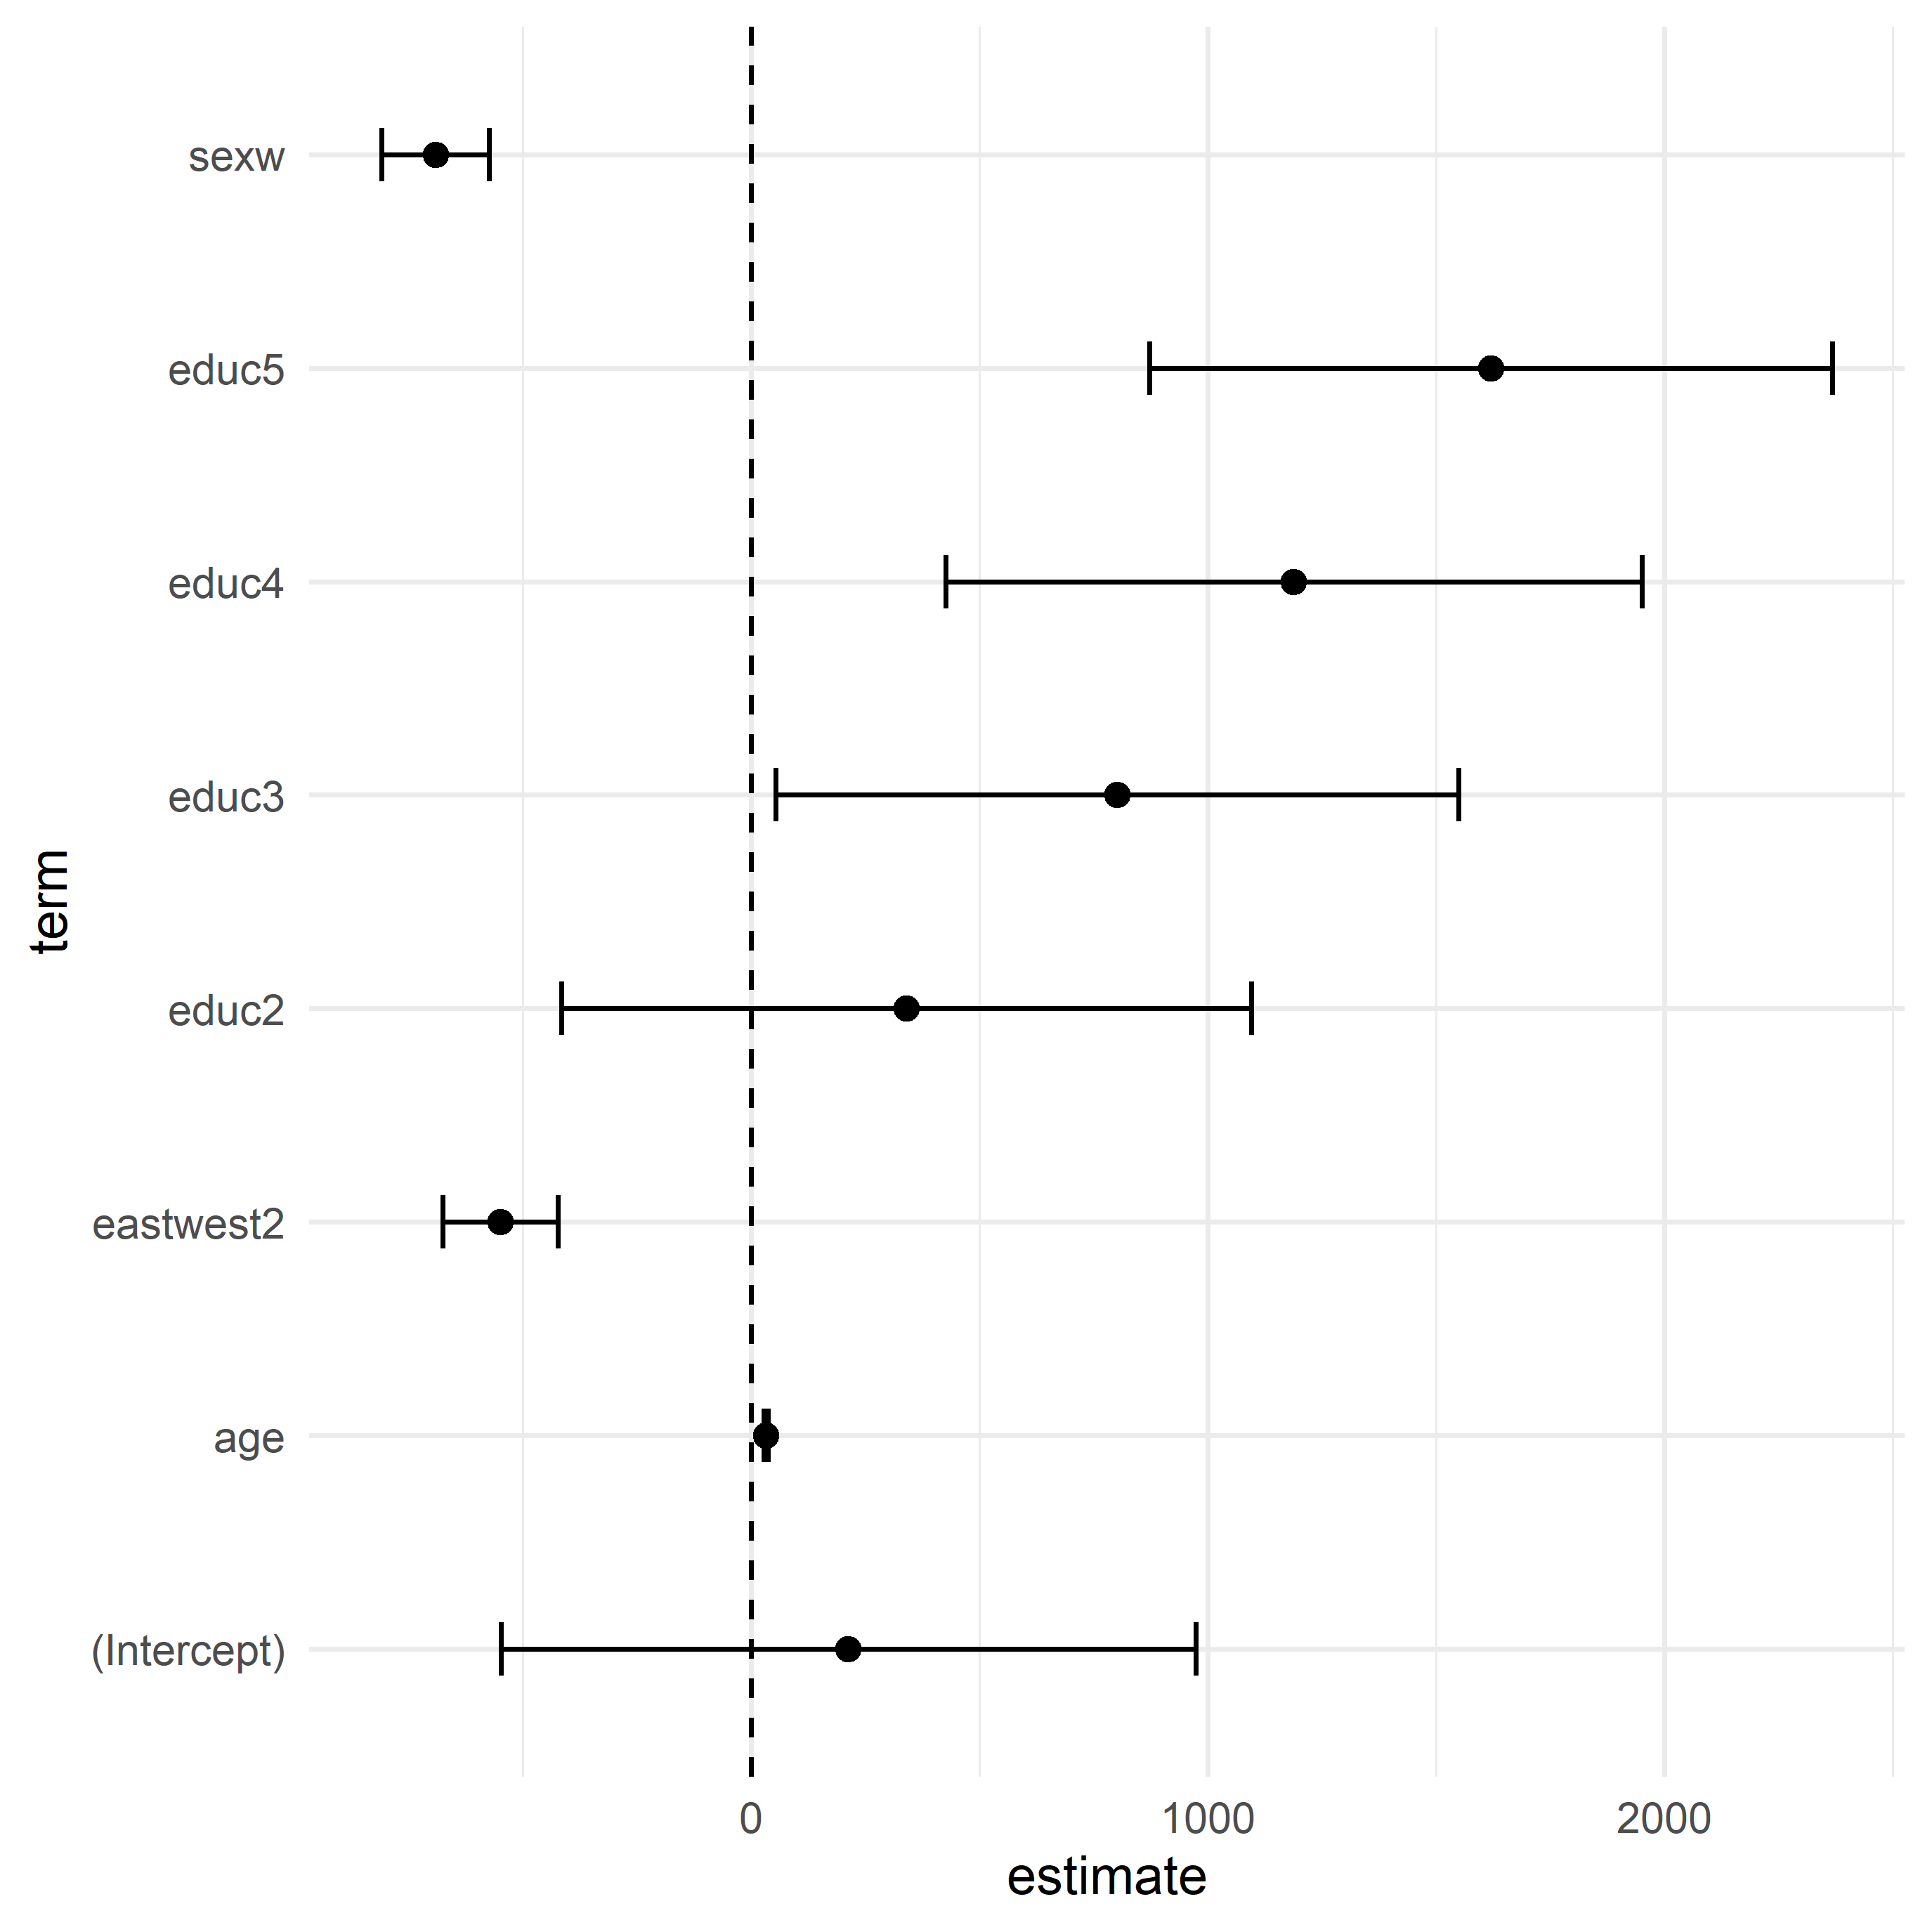 sexw
educ5
educ4
educ3
term
educ2
eastwest2
age
(Intercept)
0 1000 2000
estimate